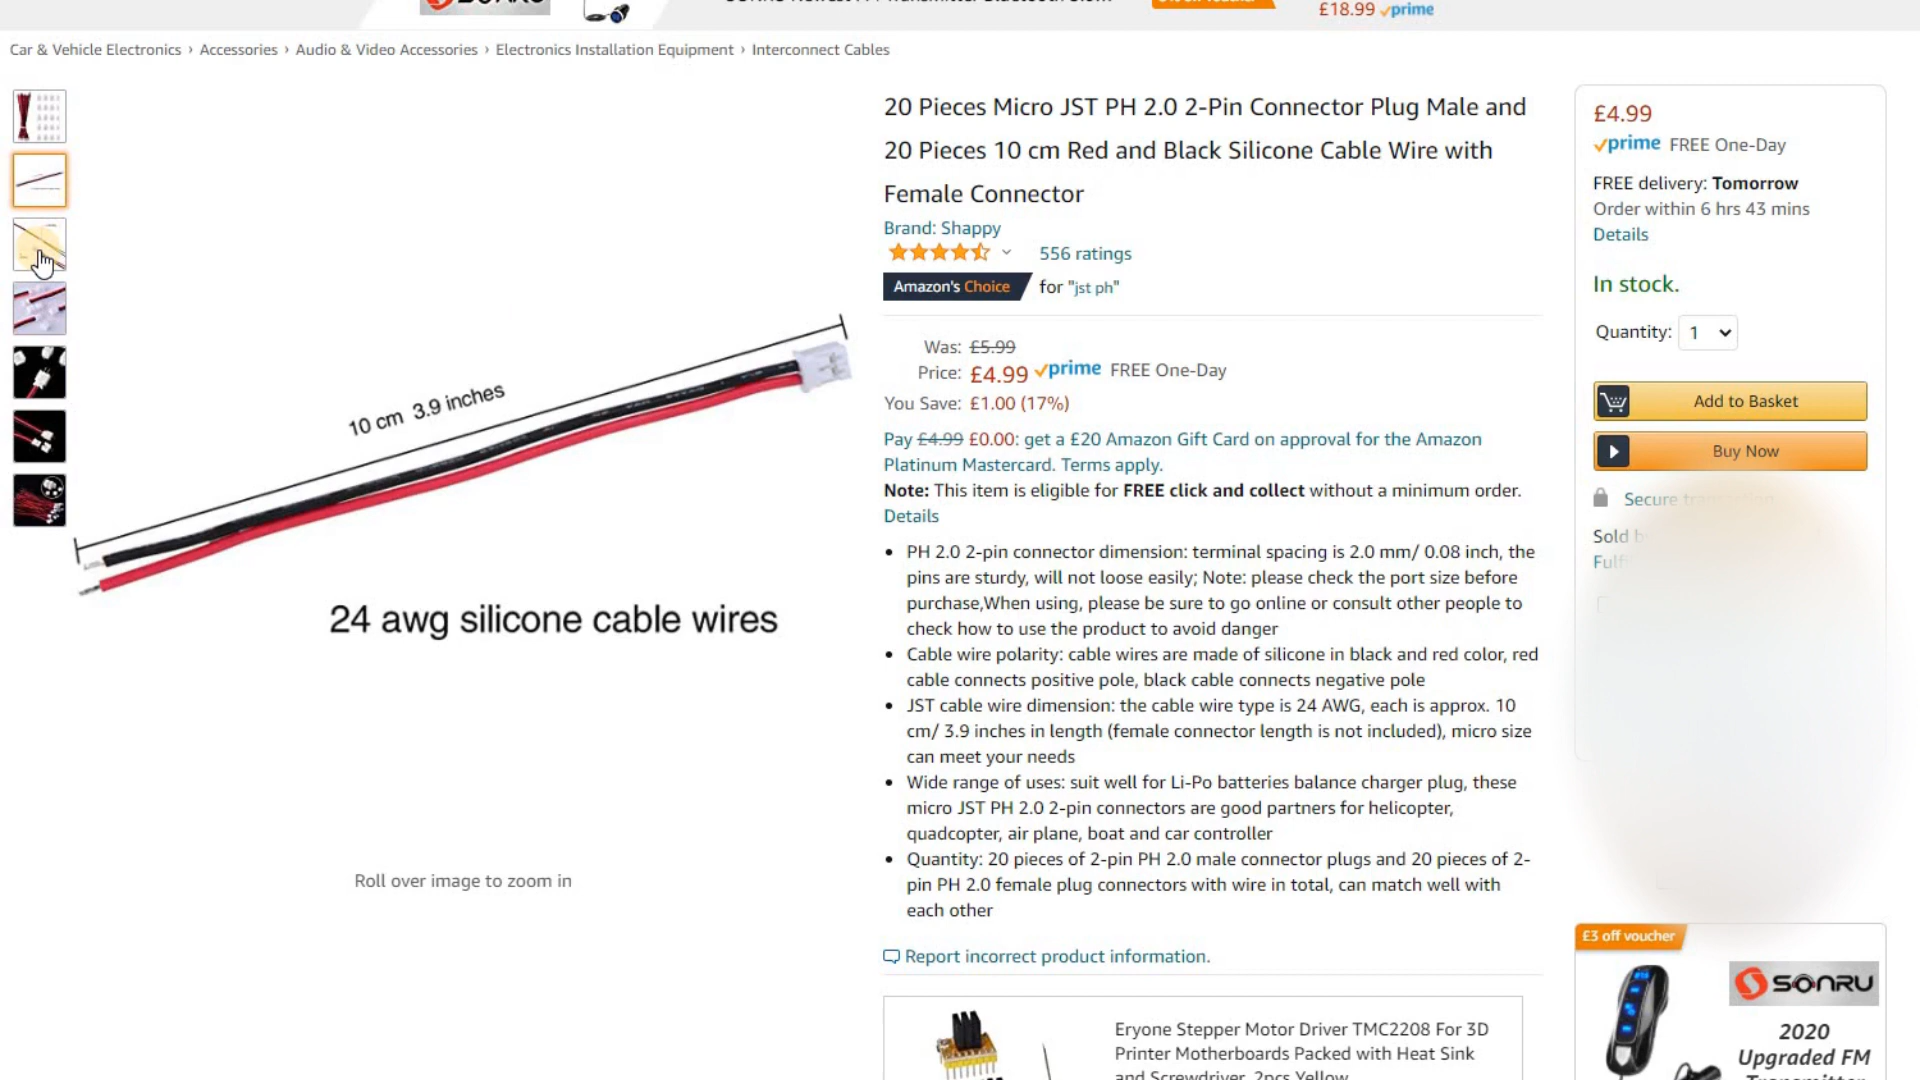 £18.99 prime
Car & Vehicle Electronics › Accessories › Audio & Video Accessories › Electronics Installation Equipment › Interconnect Cables
20 Pieces Micro JST PH 2.0 2-Pin Connector Plug Male and
20 Pieces 10 cm Red and Black Silicone Cable Wire with
Female Connector
Brand: Shappy
556 ratings
Amazon's Choice for "jst ph"
Was: £5.99
Price: £4.99 prime FREE One-Day
You Save: £1.00 (17%)
Pay £4.99 £0.00: get a £20 Amazon Gift Card on approval for the Amazon
Platinum Mastercard. Terms apply.
Note: This item is eligible for FREE click and collect without a minimum order.
Details
• PH 2.0 2-pin connector dimension: terminal spacing is 2.0 mm/ 0.08 inch, the
pins are sturdy, will not loose easily; Note: please check the port size before
purchase,When using, please be sure to go online or consult other people to
check how to use the product to avoid danger
• Cable wire polarity: cable wires are made of silicone in black and red color, red
cable connects positive pole, black cable connects negative pole
• JST cable wire dimension: the cable wire type is 24 AWG, each is approx. 10
cm/ 3.9 inches in length (female connector length is not included), micro size
can meet your needs
• Wide range of uses: suit well for Li-Po batteries balance charger plug, these
micro JST PH 2.0 2-pin connectors are good partners for helicopter,
quadcopter, air plane, boat and car controller
• Quantity: 20 pieces of 2-pin PH 2.0 male connector plugs and 20 pieces of 2-
pin PH 2.0 female plug connectors with wire in total, can match well with
each other
Report incorrect product information.
Eryone Stepper Motor Driver TMC2208 For 3D
Printer Motherboards Packed with Heat Sink
and Screwdriver, 2pcs Yellow
10 cm 3.9 inches
24 awg silicone cable wires
Roll over image to zoom in
£4.99
prime FREE One-Day
FREE delivery: Tomorrow
Order within 6 hrs 43 mins
Details
In stock.
Quantity: 1
Add to Basket
Buy Now
Secure
Sold
£3 off voucher
SONRU
2020
Upgraded FM
Transmitter